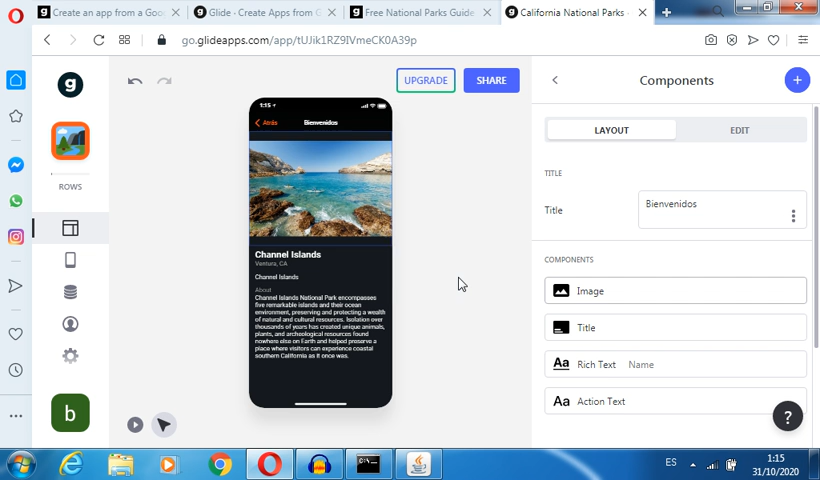 Create an app from a Goo
Glide - Create Apps from G
Free National Parks Guide
California National Parks -
go.glideapps.com/app/tUJik1RZ9IVmeCK0A39p
g
ROWS
b
UPGRADE
SHARE
1:15
Atrás
Bienvenidos
Channel Islands
Ventura, CA
Channel Islands
About
Channel Islands National Park encompasses
five remarkable islands and their ocean
environment, preserving and protecting a wealth
of natural and cultural resources. Isolation over
thousands of years has created unique animals,
plants, and archeological resources found
nowhere else on Earth and helped preserve a
place where visitors can experience coastal
southern California as it once was.
Components
LAYOUT
EDIT
TITLE
Title
Bienvenidos
COMPONENTS
Image
Title
Aa Rich Text Name
Aa Action Text
?
ES
1:15
31/10/2020